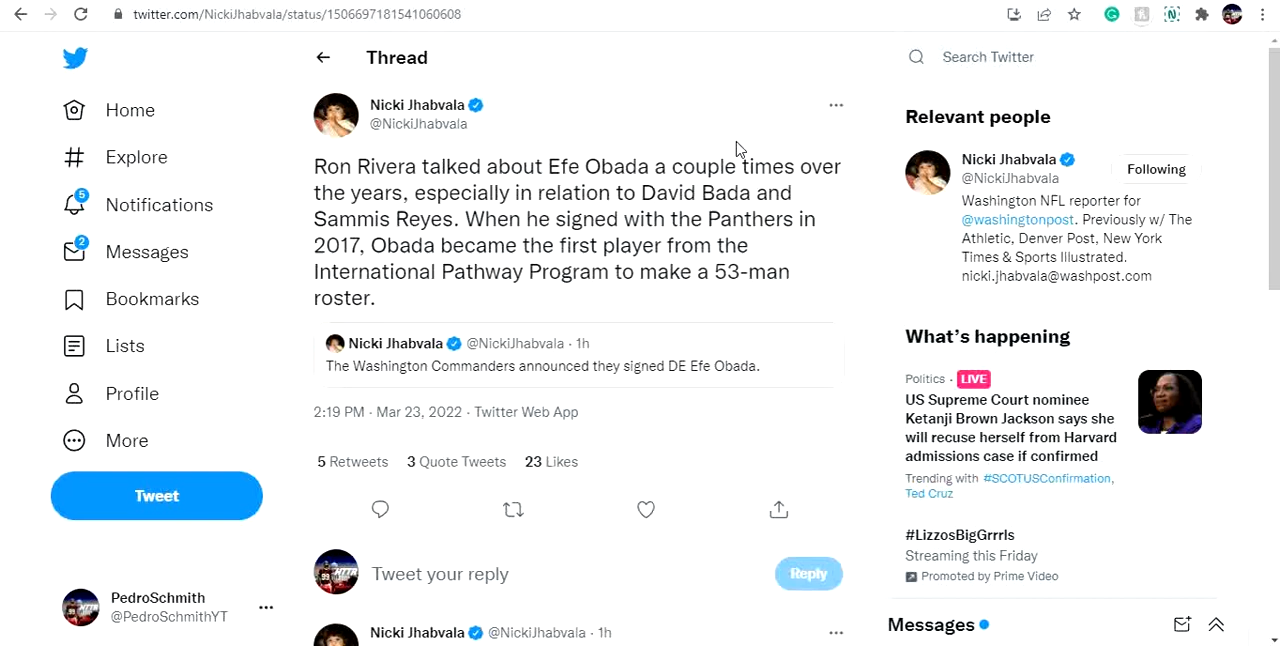 twitter.com/NickiJhabvala/status/1506697181541060608
Home
Explore
5
Notifications
2
Messages
Bookmarks
Lists
Profile
More
Tweet
PedroSchmith
@PedroSchmithYT
Thread
Nicki Jhabvala
@NickiJhabvala
Ron Rivera talked about Efe Obada a couple times over
the years, especially in relation to David Bada and
Sammis Reyes. When he signed with the Panthers in
2017, Obada became the first player from the
International Pathway Program to make a 53-man
roster.
Nicki Jhabvala @NickiJhabvala · 1h
The Washington Commanders announced they signed DE Efe Obada.
2:19 PM · Mar 23, 2022 · Twitter Web App
5 Retweets 3 Quote Tweets 23 Likes
Tweet your reply
Reply
Nicki Jhabvala @NickiJhabvala · 1h
Search Twitter
Relevant people
Nicki Jhabvala
@NickiJhabvala
Following
Washington NFL reporter for
@washingtonpost. Previously w/ The
Athletic, Denver Post, New York
Times & Sports Illustrated.
nicki.jhabvala@washpost.com
What's happening
Politics · LIVE
US Supreme Court nominee
Ketanji Brown Jackson says she
will recuse herself from Harvard
admissions case if confirmed
Trending with #SCOTUSConfirmation,
Ted Cruz
#LizzosBigGrrrls
Streaming this Friday
Promoted by Prime Video
Messages